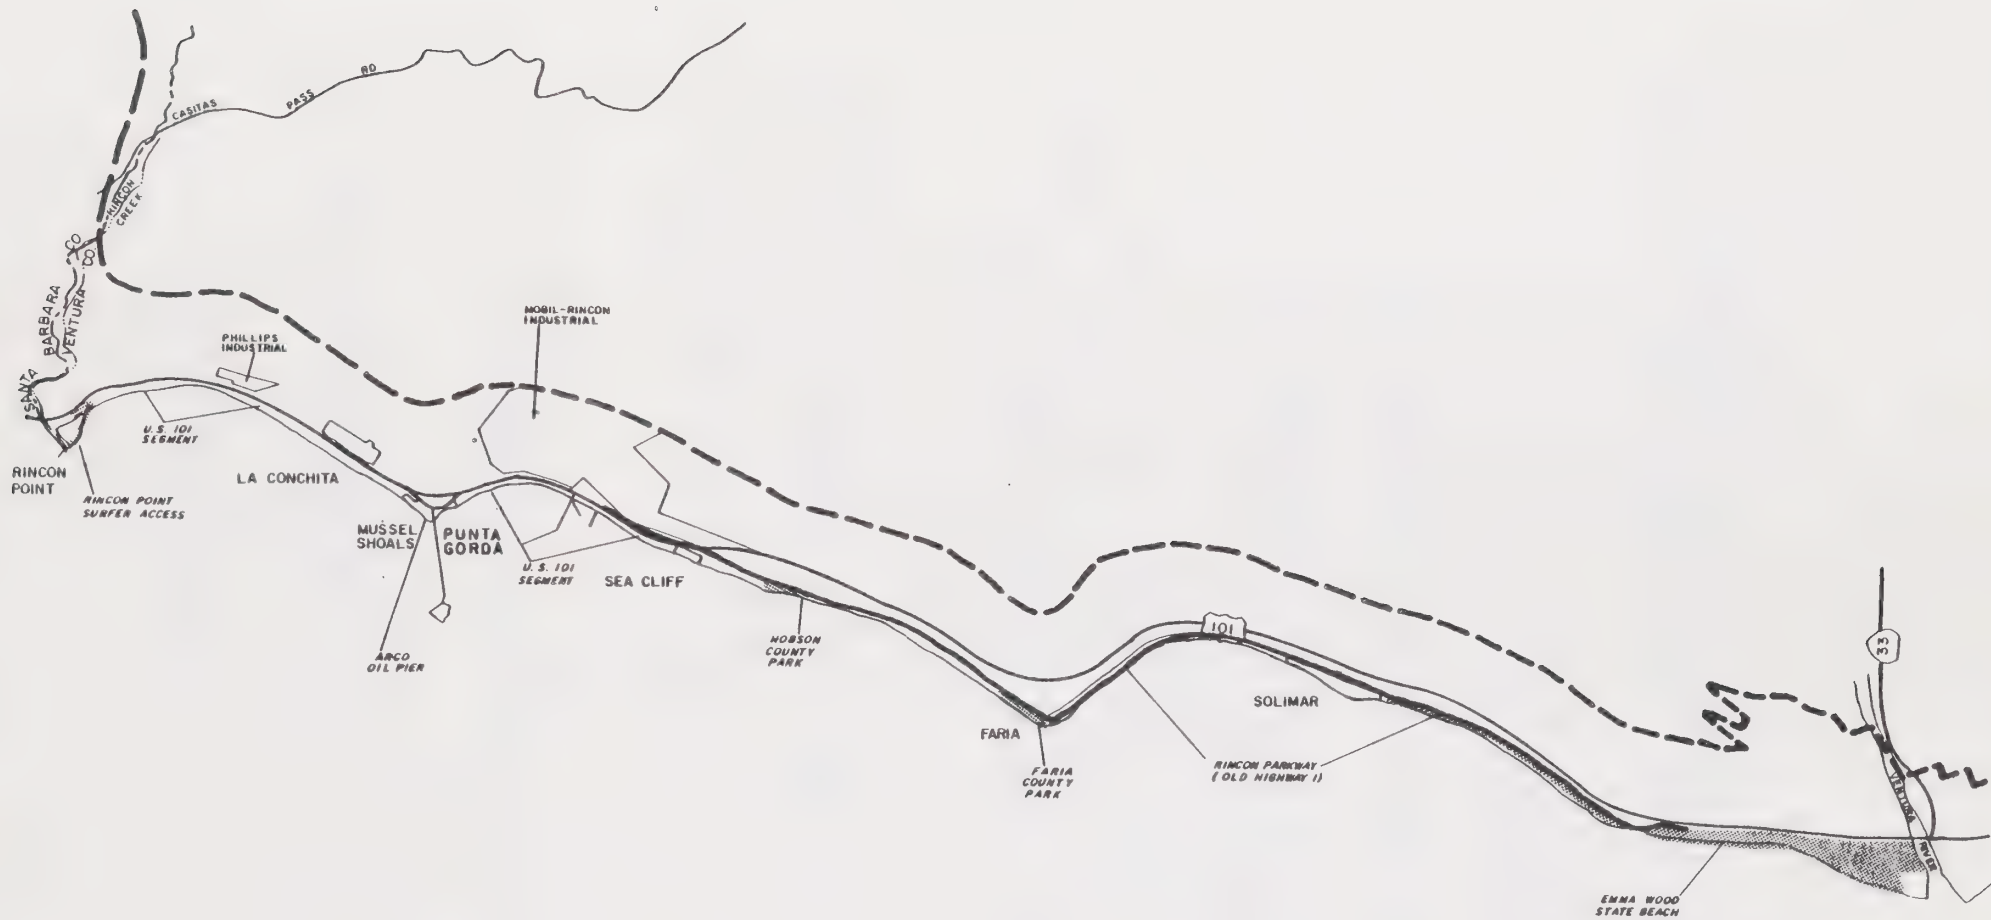 CASITAS
PASS
RD
RINCON
CREEK
CO
CO.
SANTA
BARBARA
VENTURA
MOBIL-RINCON
INDUSTRIAL
PHILLIPS
INDUSTRIAL
U.S. 101
SEGMENT
RINCON
POINT
RINCON POINT
SURFER ACCESS
LA CONCHITA
MUSSEL
SHOALS
PUNTA
GORDA
U.S. 101
SEGMENT
SEA CLIFF
ARCO
OIL PIER
HOBSON
COUNTY
PARK
101
33
SOLIMAR
FARIA
FARIA
COUNTY
PARK
RINCON PARKWAY
(OLD HIGHWAY 1)
VENTURA
RIVER
EMMA WOOD
STATE BEACH